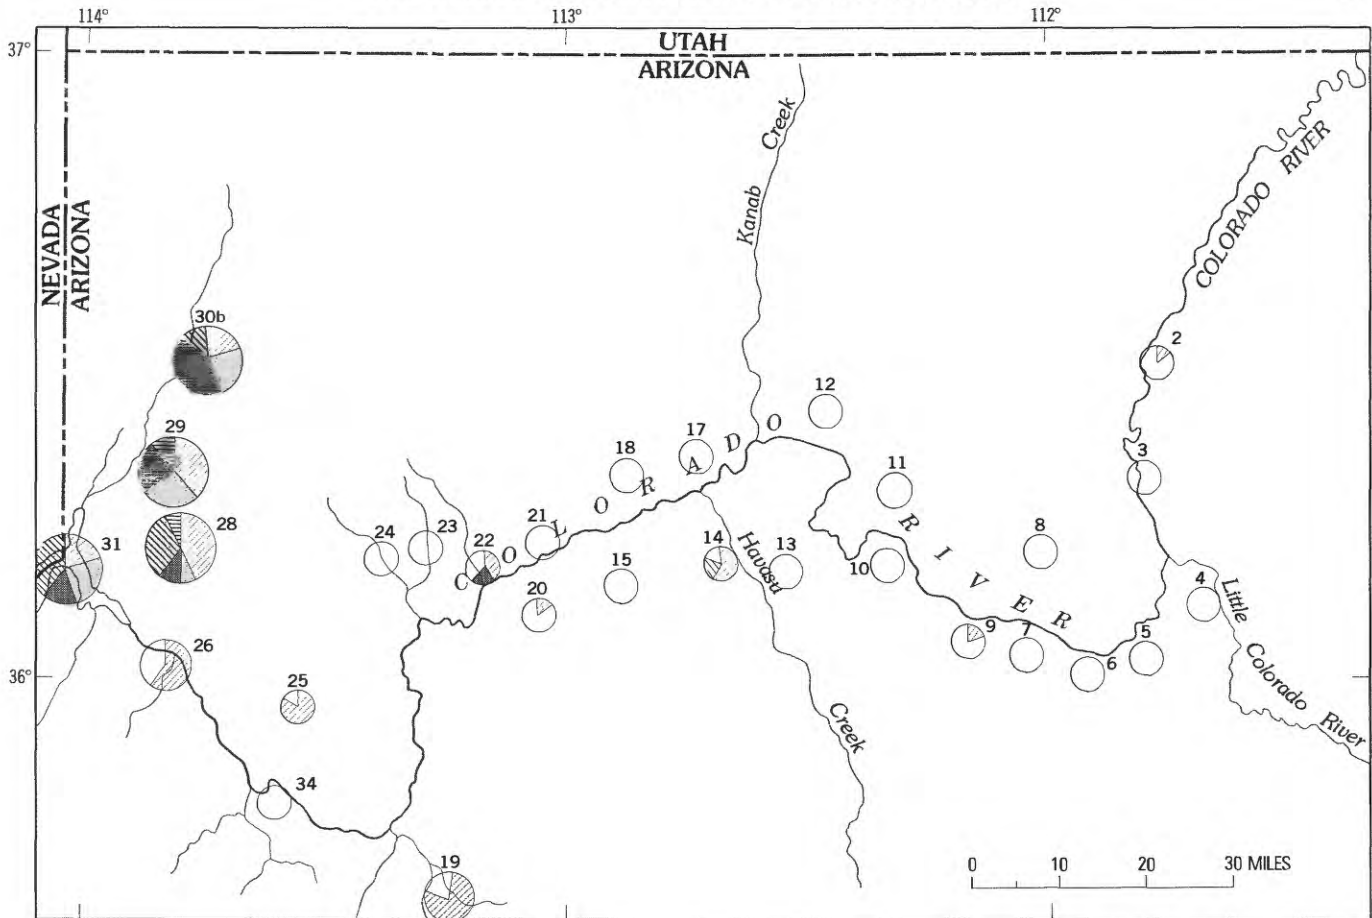 114°
113°
112°
37°
UTAH
ARIZONA
NEVADA
ARIZONA
Kanab Creek
COLORADO RIVER
2
30b
12
17
3
29
18
11
28
24
23
22
21
8
31
14
Havasu
13
10
15
4
20
Little
COLORADO RIVER
9
7
5
6
26
36°
25
Colorado
River
Creek
34
19
0 10 20 30 MILES